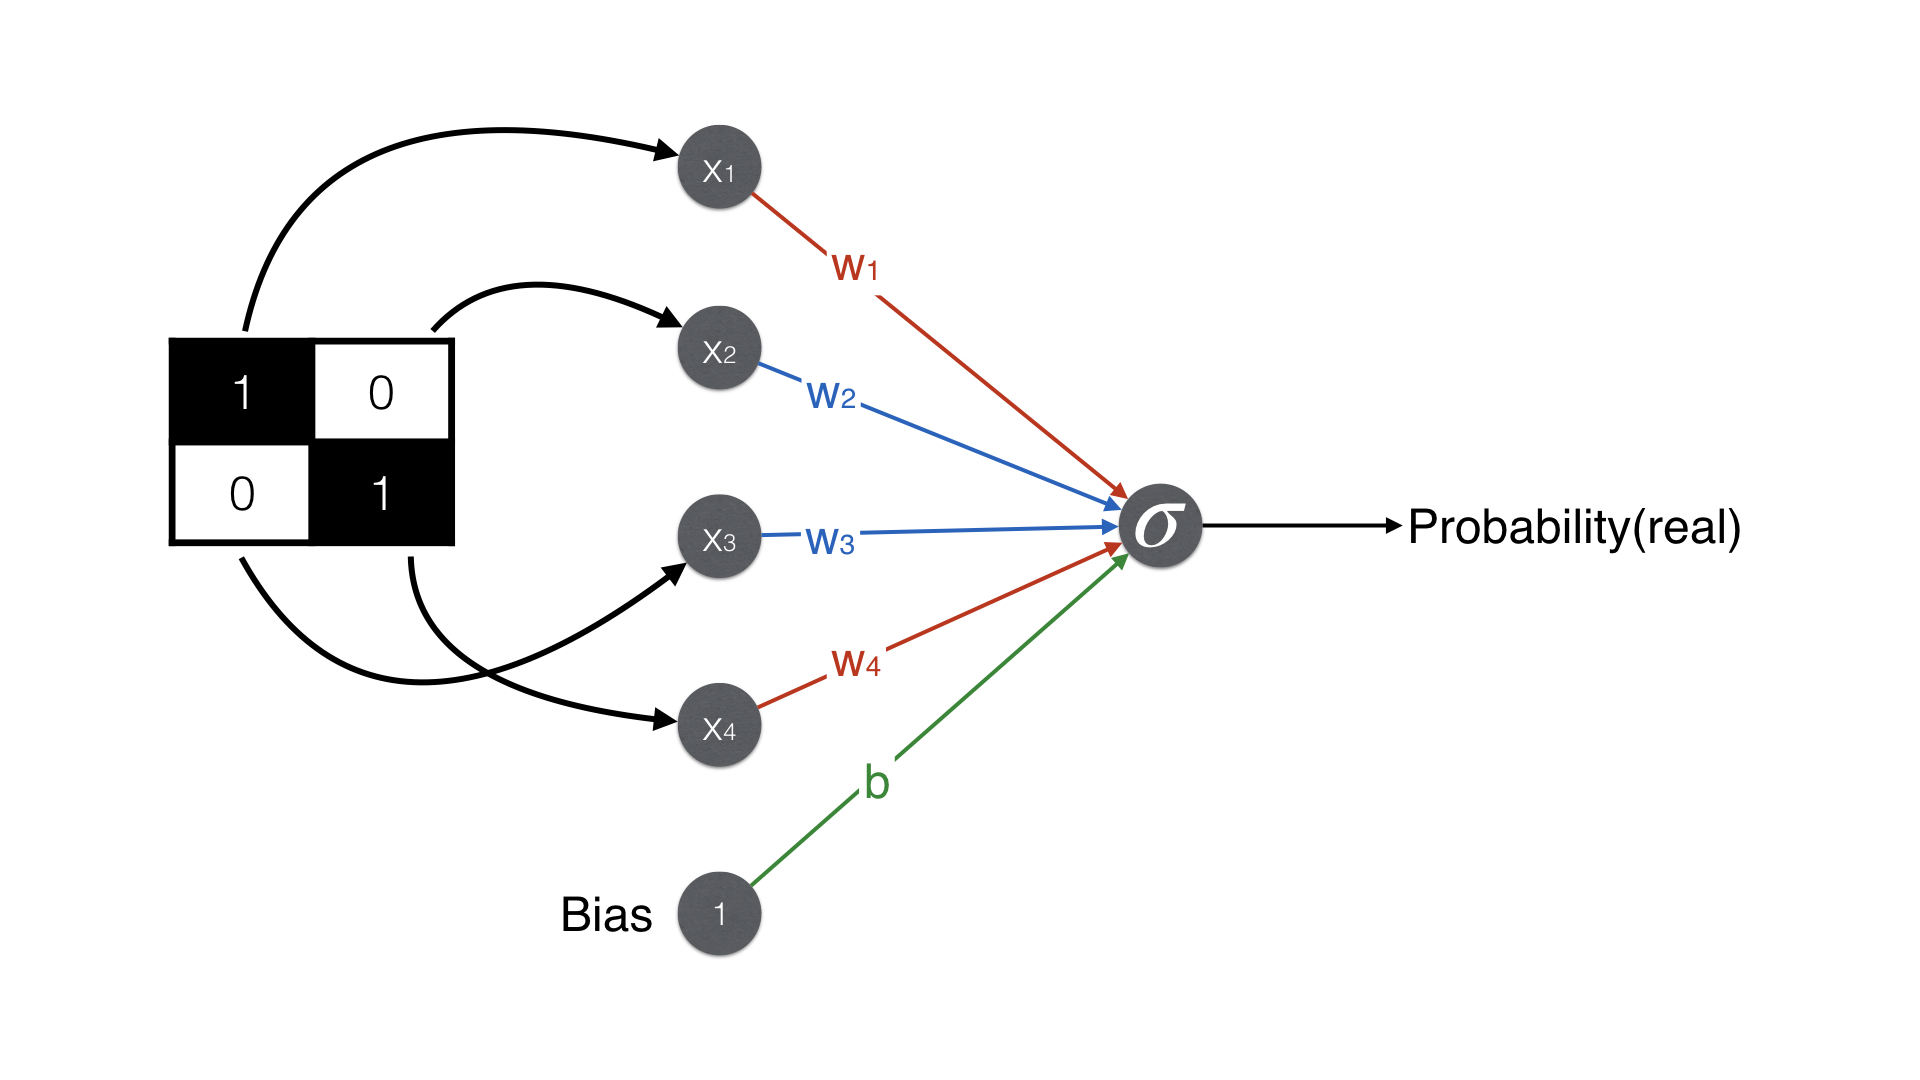 1 0
0 1
x1
x2
x3
x4
w1
w2
w3
w4
b
σ
Probability(real)
Bias 1